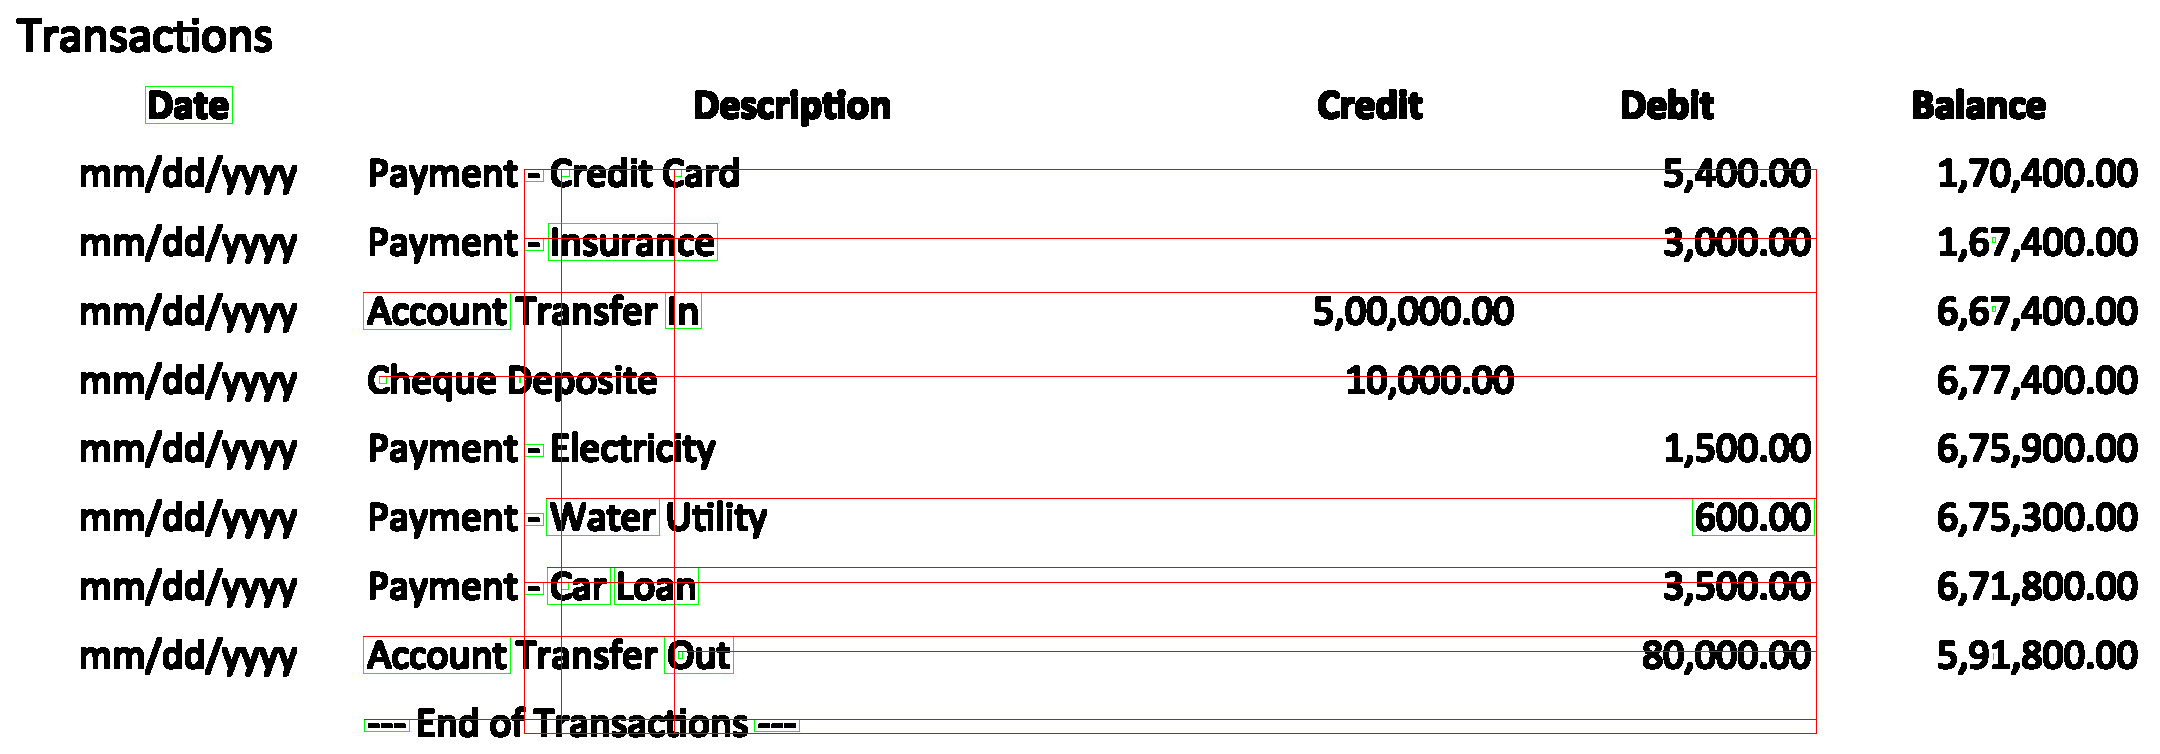 Transactions
Date Description Credit Debit Balance
mm/dd/yyyy Payment - Credit Card 5,400.00 1,70,400.00
mm/dd/yyyy Payment - Insurance 3,000.00 1,67,400.00
mm/dd/yyyy Account Transfer In 5,00,000.00 6,67,400.00
mm/dd/yyyy Cheque Deposite 10,000.00 6,77,400.00
mm/dd/yyyy Payment - Electricity 1,500.00 6,75,900.00
mm/dd/yyyy Payment - Water Utility 600.00 6,75,300.00
mm/dd/yyyy Payment - Car Loan 3,500.00 6,71,800.00
mm/dd/yyyy Account Transfer Out 80,000.00 5,91,800.00
--- End of Transactions ---